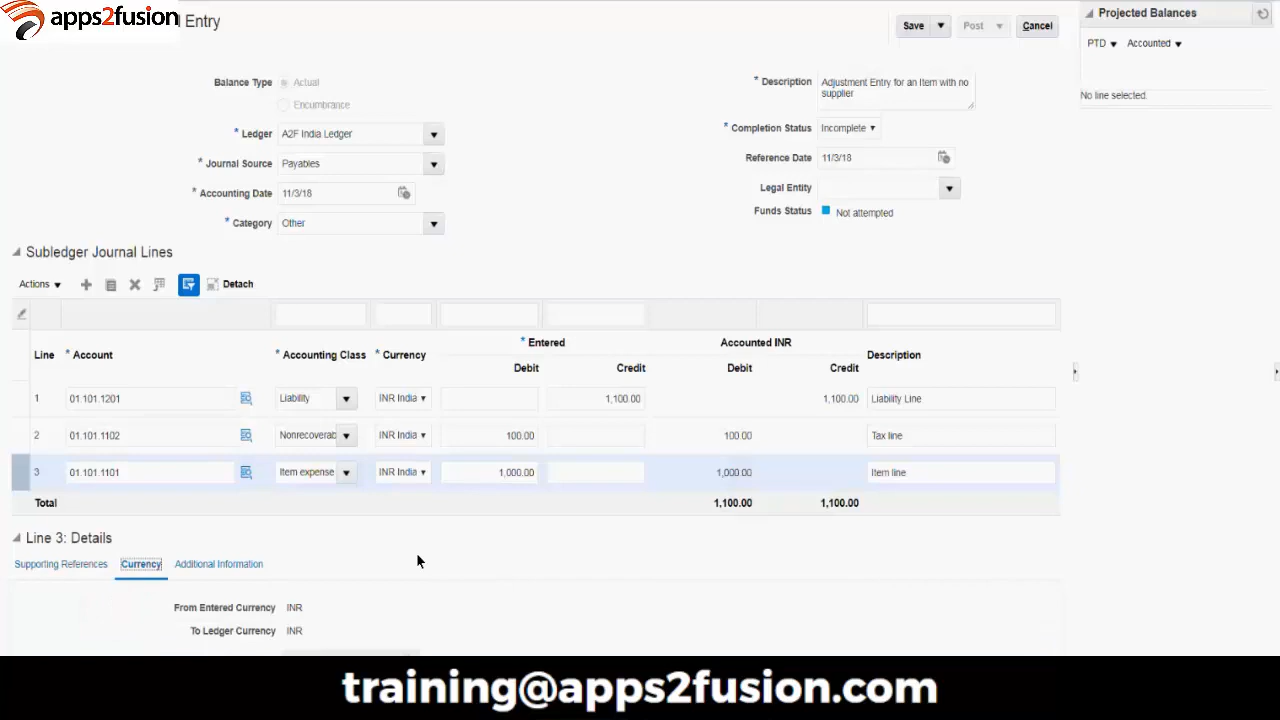 apps2fusion Entry
Save Post Cancel
Projected Balances
PTD Accounted
No line selected.
Balance Type Actual
Encumbrance
* Ledger A2F India Ledger
* Journal Source Payables
* Accounting Date 11/3/18
* Category Other
* Description Adjustment Entry for an Item with no
supplier
* Completion Status Incomplete
Reference Date 11/3/18
Legal Entity
Funds Status Not attempted
Subledger Journal Lines
Actions Detach
* Entered Accounted INR
Line * Account * Accounting Class * Currency Debit Credit Debit Credit Description
1 01.101.1201 Liability INR India 1,100.00 1,100.00 Liability Line
2 01.101.1102 Nonrecoverab INR India 100.00 100.00 Tax line
3 01.101.1101 Item expense INR India 1,000.00 1,000.00 Item line
Total 1,100.00 1,100.00
Line 3: Details
Supporting References Currency Additional Information
From Entered Currency INR
To Ledger Currency INR
training@apps2fusion.com